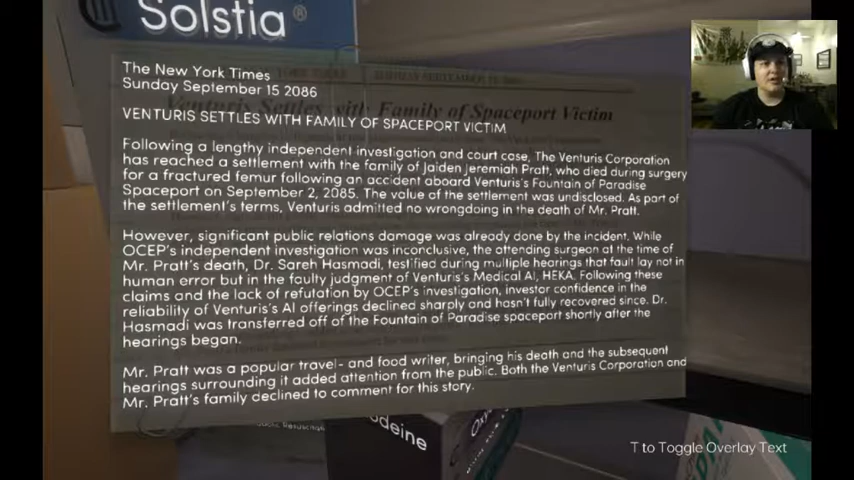 Solstia®
The New York Times
Sunday September 15 2086
VENTURIS SETTLES WITH FAMILY OF SPACEPORT VICTIM
Following a lengthy independent investigation and court case, The Venturis Corporation
has reached a settlement with the family of Jaiden Jeremiah Pratt, who died during surgery
for a fractured femur following an accident aboard Venturis's Fountain of Paradise
Spaceport on September 2, 2085. The value of the settlement was undisclosed. As part of
the settlement's terms, Venturis admitted no wrongdoing in the death of Mr. Pratt.
However, significant public relations damage was already done by the incident. While
OCEP's independent investigation was inconclusive, the attending surgeon at the time of
Mr. Pratt's death, Dr. Sareh Hasmadi, testified during multiple hearings that fault lay not in
human error but in the faulty judgment of Venturis's Medical AI, HEKA. Following these
claims and the lack of refutation by OCEP's investigation, investor confidence in the
reliability of Venturis's AI offerings declined sharply and hasn't fully recovered since. Dr.
Hasmadi was transferred off of the Fountain of Paradise spaceport shortly after the
hearings began.
Mr. Pratt was a popular travel- and food writer, bringing his death and the subsequent
hearings surrounding it added attention from the public. Both the Venturis Corporation and
Mr. Pratt's family declined to comment for this story.
Venturis Settles with Family of Spaceport Victim
odeine
T to Toggle Overlay Text